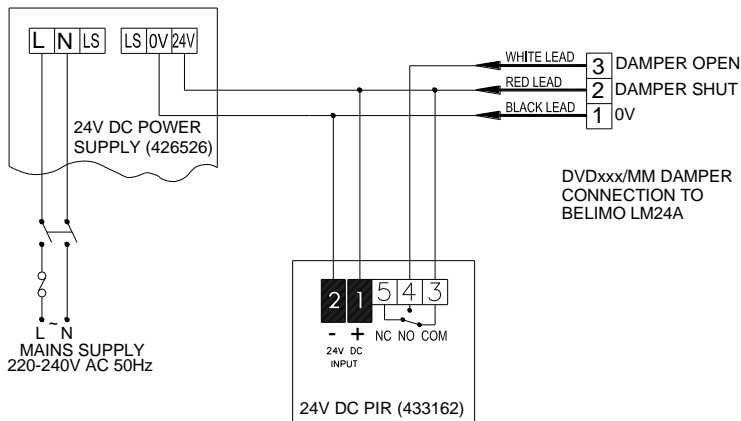 L N LS LS 0V 24V
24V DC POWER
SUPPLY (426526)
WHITE LEAD
3 DAMPER OPEN
RED LEAD
2 DAMPER SHUT
BLACK LEAD
1 0V
DVDxxx/MM DAMPER
CONNECTION TO
BELIMO LM24A
L ~ N
MAINS SUPPLY
220-240V AC 50Hz
2 1 5 4 3
- + NC NO COM
24V DC
INPUT
24V DC PIR (433162)